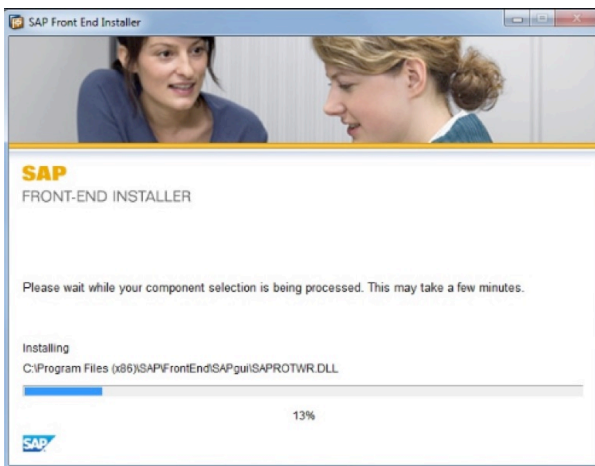 SAP Front End Installer
SAP
FRONT-END INSTALLER
Please wait while your component selection is being processed. This may take a few minutes.
Installing
C:\Program Files (x86)\SAP\FrontEnd\SAPgui\SAPROTWR.DLL
13%
SAP